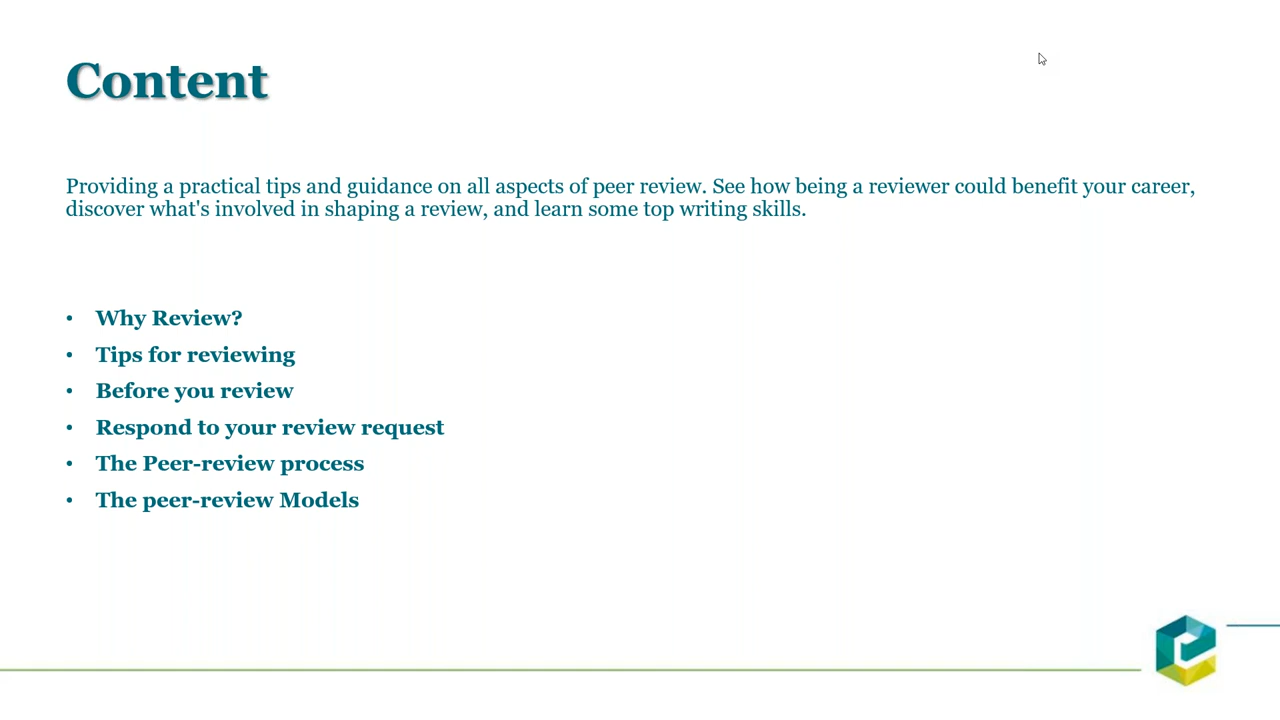 Content
Providing a practical tips and guidance on all aspects of peer review. See how being a reviewer could benefit your career,
discover what's involved in shaping a review, and learn some top writing skills.
• Why Review?
• Tips for reviewing
• Before you review
• Respond to your review request
• The Peer-review process
• The peer-review Models